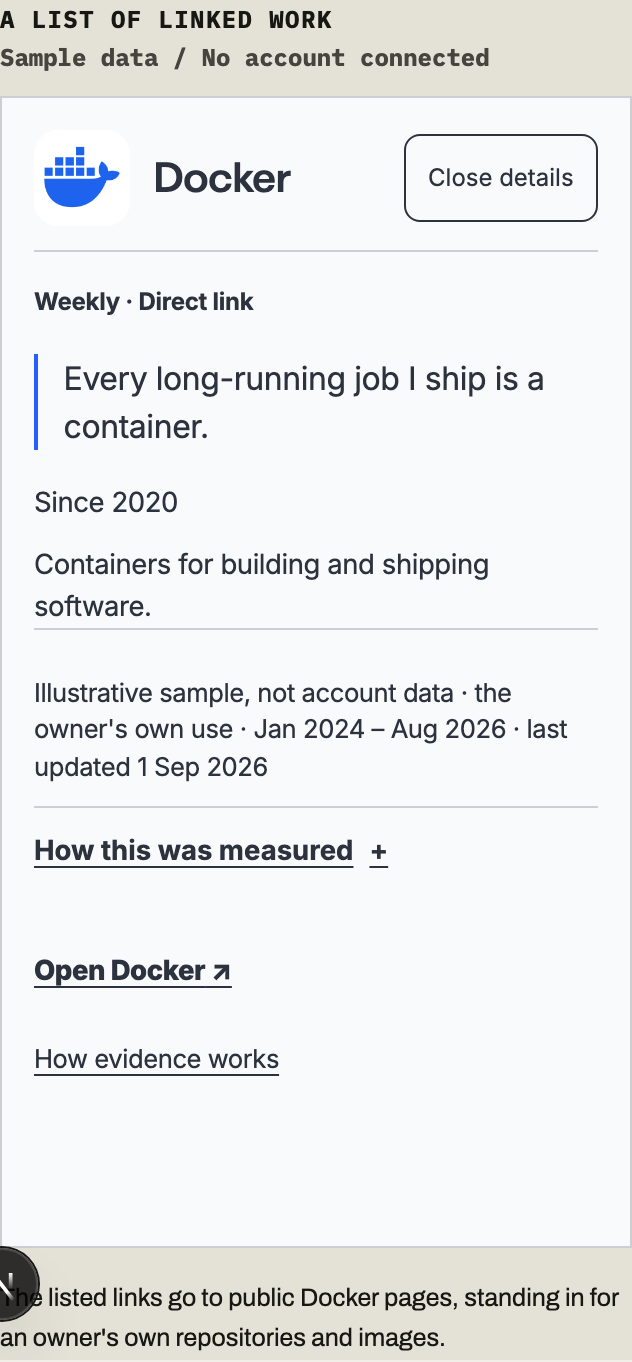 A LIST OF LINKED WORK
Sample data / No account connected
Docker
Close details
Weekly · Direct link
Every long-running job I ship is a
container.
Since 2020
Containers for building and shipping
software.
Illustrative sample, not account data · the
owner's own use · Jan 2024 – Aug 2026 · last
updated 1 Sep 2026
How this was measured +
Open Docker ↗
How evidence works
The listed links go to public Docker pages, standing in for
an owner's own repositories and images.